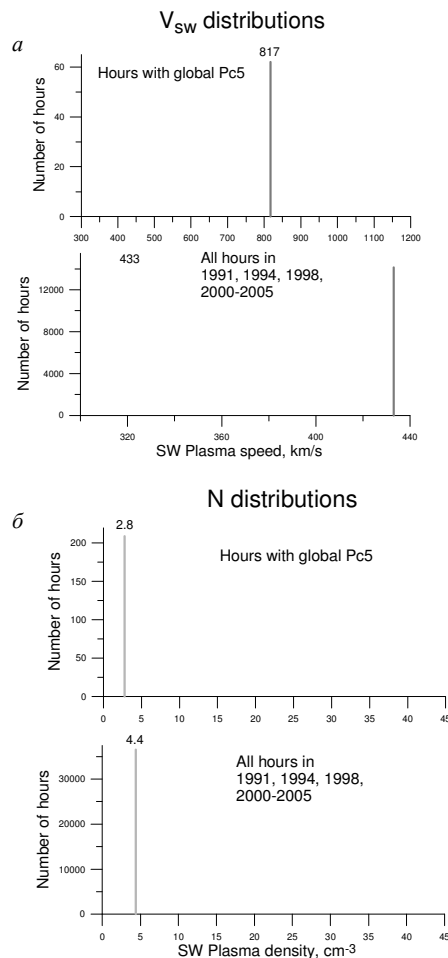 V_sw distributions
а
817
Hours with global Pc5
Number of hours
60
40
20
0
300 400 500 600 700 800 900 1000 1100 1200
433
All hours in
1991, 1994, 1998,
2000-2005
Number of hours
12000
8000
4000
0
320 360 400 440
SW Plasma speed, km/s
N distributions
б
2.8
Hours with global Pc5
Number of hours
200
150
100
50
0
0 5 10 15 20 25 30 35 40 45
4.4
All hours in
1991, 1994, 1998,
2000-2005
Number of hours
30000
20000
10000
0
0 5 10 15 20 25 30 35 40 45
SW Plasma density, cm-3